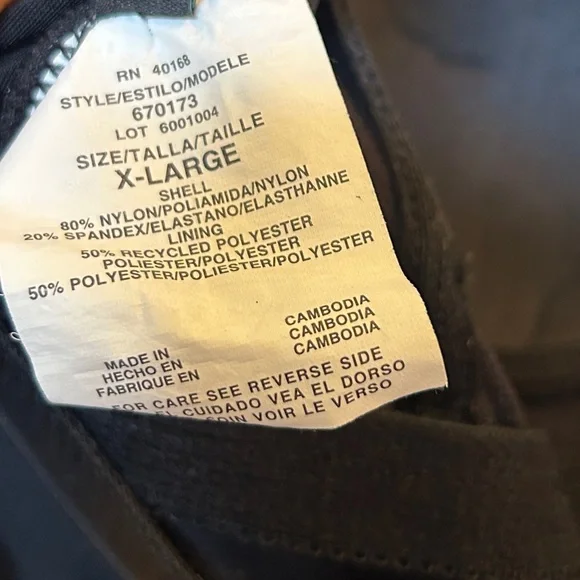 RN 40168
STYLE/ESTILO/MODELE
670173
LOT 6001004
SIZE/TALLA/TAILLE
X-LARGE
SHELL
80% NYLON/POLIAMIDA/NYLON
20% SPANDEX/ELASTANO/ELASTHANNE
LINING
50% RECYCLED POLYESTER
POLIESTER/POLYESTER
50% POLYESTER/POLIESTER/POLYESTER
CAMBODIA
CAMBODIA
CAMBODIA
MADE IN
HECHO EN
FABRIQUE EN
FOR CARE SEE REVERSE SIDE
CUIDADO VEA EL DORSO
VOIR LE VERSO